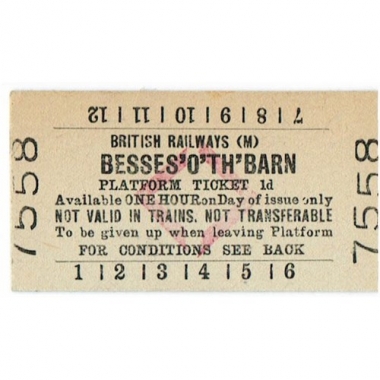 7 | 8 | 9 | 10 | 11 | 12
BRITISH RAILWAYS (M)
BESSES'O'TH'BARN
PLATFORM TICKET 1d
Available ONE HOUR on Day of issue only
NOT VALID IN TRAINS. NOT TRANSFERABLE
To be given up when leaving Platform
FOR CONDITIONS SEE BACK
1 | 2 | 3 | 4 | 5 | 6
7558
7558